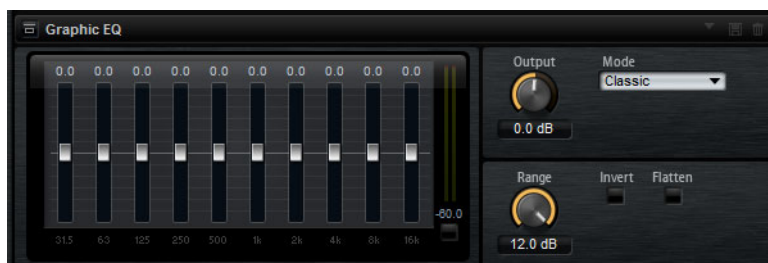 Graphic EQ
0.0 0.0 0.0 0.0 0.0 0.0 0.0 0.0 0.0 0.0
31.5 63 125 250 500 1k 2k 4k 8k 16k
-60.0
Output
0.0 dB
Mode
Classic
Range
12.0 dB
Invert Flatten